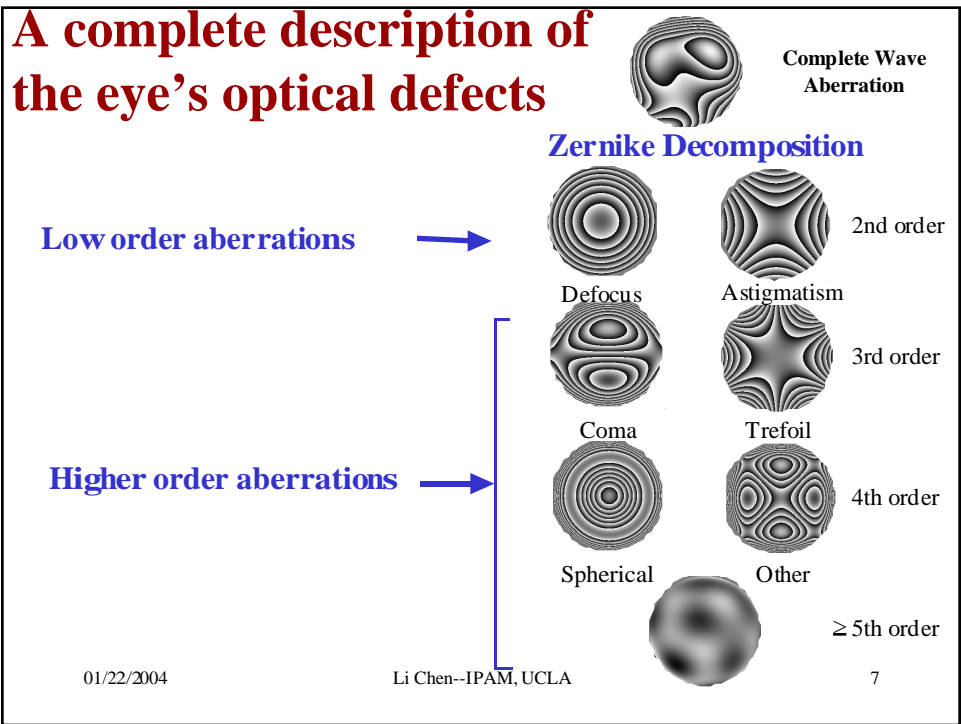 A complete description of
the eye's optical defects
Complete Wave
Aberration
Zernike Decomposition
Low order aberrations
2nd order
Defocus
Astigmatism
3rd order
Coma
Trefoil
Higher order aberrations
4th order
Spherical
Other
≧ 5th order
01/22/2004
Li Chen--IPAM, UCLA
7